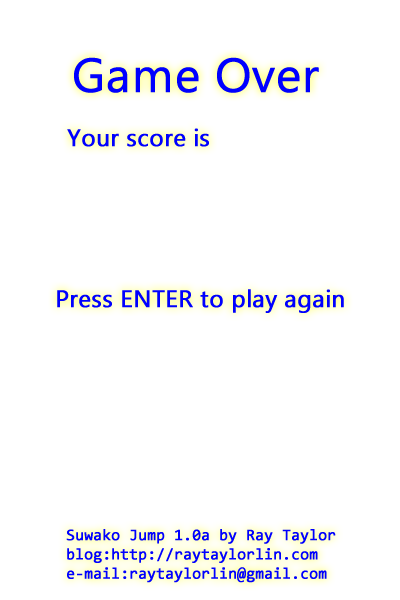 Game Over
Your score is
Press ENTER to play again
Suwako Jump 1.0a by Ray Taylor
blog:http://raytaylorlin.com
e-mail:raytaylorlin@gmail.com